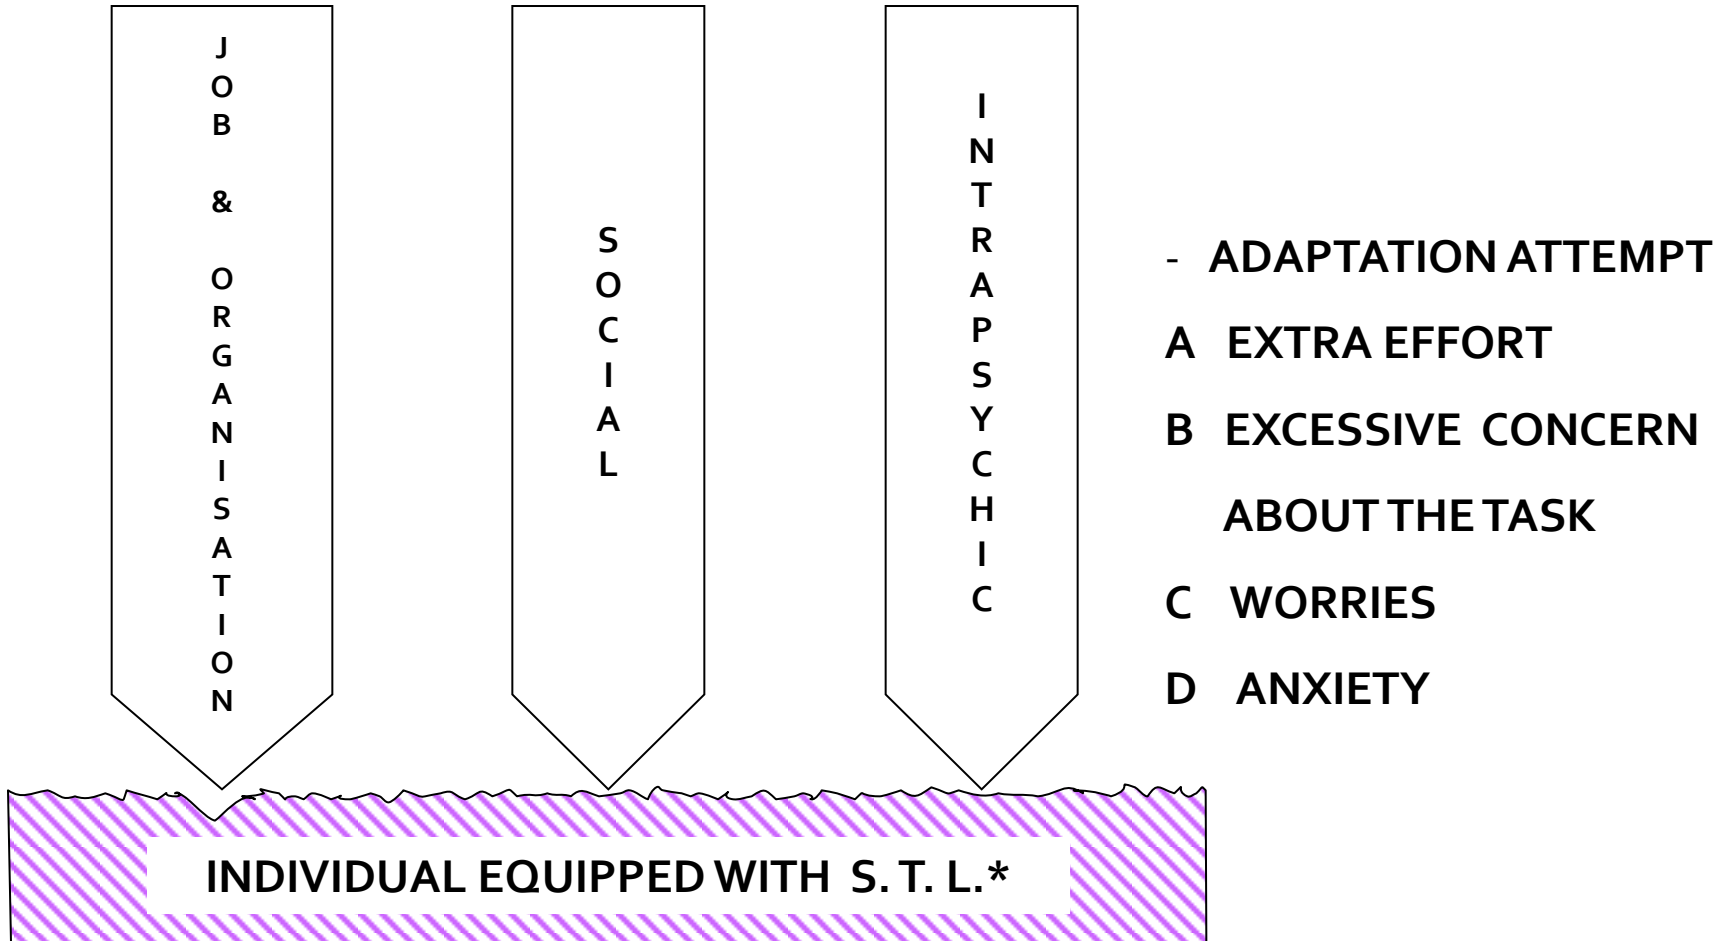 JOB & ORGANISATION
SOCIAL
INTRAPSYCHIC
- ADAPTATION ATTEMPT
A EXTRA EFFORT
B EXCESSIVE CONCERN
ABOUT THE TASK
C WORRIES
D ANXIETY
INDIVIDUAL EQUIPPED WITH S. T. L.*